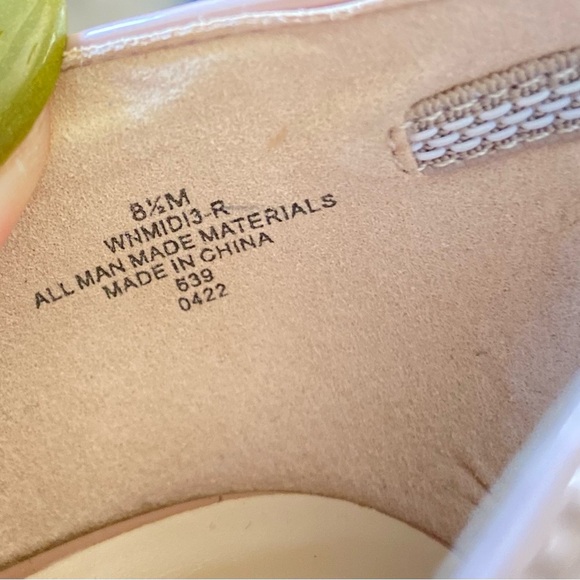 8½M
WNMIDI3-R
ALL MAN MADE MATERIALS
MADE IN CHINA
539
0422